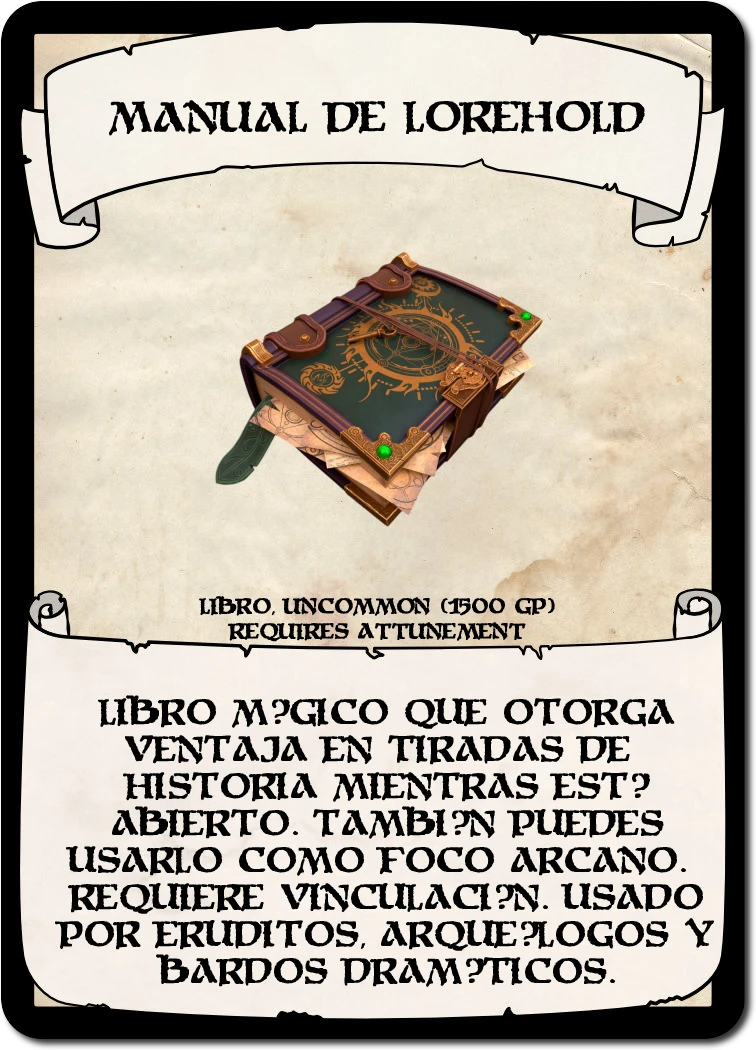 MANUAL DE LOREHOLD
LIBRO, UNCOMMON (1500 GP)
REQUIRES ATTUNEMENT
LIBRO M?GICO QUE OTORGA
VENTAJA EN TIRADAS DE
HISTORIA MIENTRAS EST?
ABIERTO. TAMBI?N PUEDES
USARLO COMO FOCO ARCANO.
REQUIERE VINCULACI?N. USADO
POR ERUDITOS, ARQUE?LOGOS Y
BARDOS DRAM?TICOS.